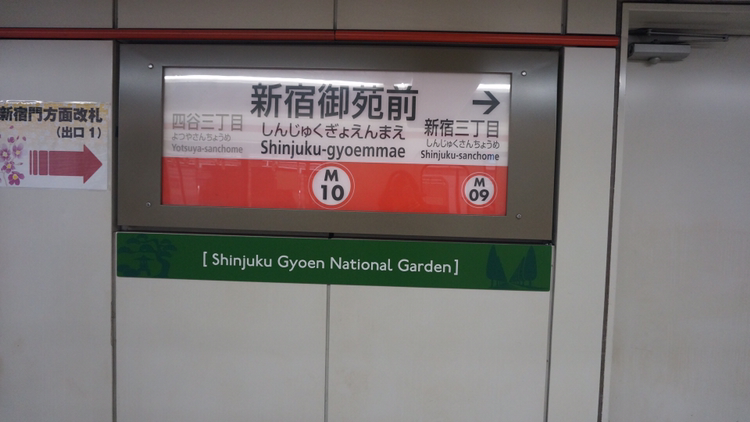 新宿門方面改札
(出口1)
四谷三丁目
よつやさんちょうめ
Yotsuya-sanchome
新宿御苑前
しんじゅくぎょえんまえ
Shinjuku-gyoemmae
M
10
→
新宿三丁目
しんじゅくさんちょうめ
Shinjuku-sanchome
M
09
[ Shinjuku Gyoen National Garden]